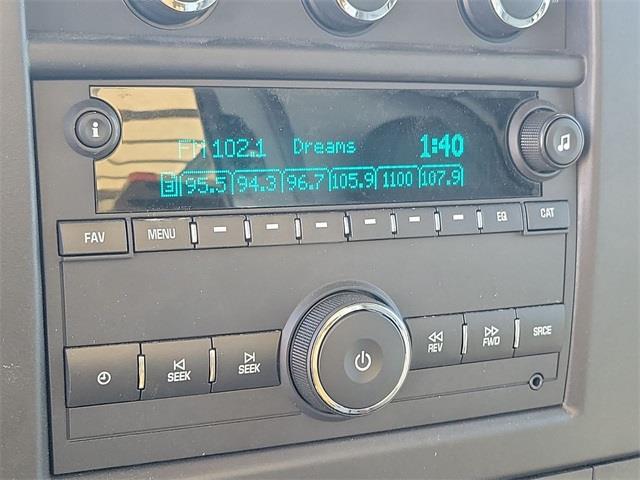 FM 102.1 Dreams 1:40
95.5 94.3 96.7 105.9 1100 107.9
FAV MENU EQ CAT
SEEK SEEK REV FWD SRCE